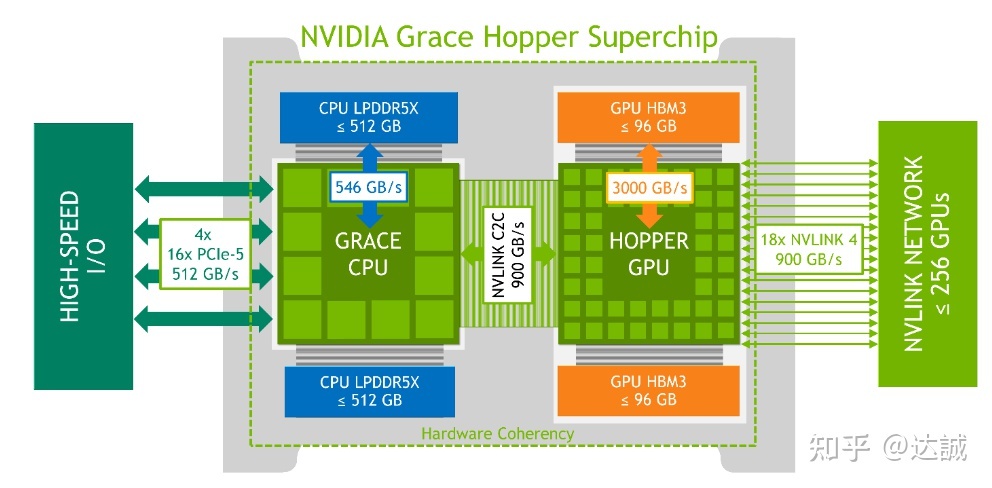 NVIDIA Grace Hopper Superchip
HIGH-SPEED
I/O
4x
16x PCIe-5
512 GB/s
CPU LPDDR5X
≤ 512 GB
546 GB/s
GRACE
CPU
CPU LPDDR5X
≤ 512 GB
NVLINK C2C
900 GB/s
GPU HBM3
≤ 96 GB
3000 GB/s
HOPPER
GPU
GPU HBM3
≤ 96 GB
18x NVLINK 4
900 GB/s
NVLINK NETWORK
≤ 256 GPUs
Hardware Coherency
知乎 @达誠